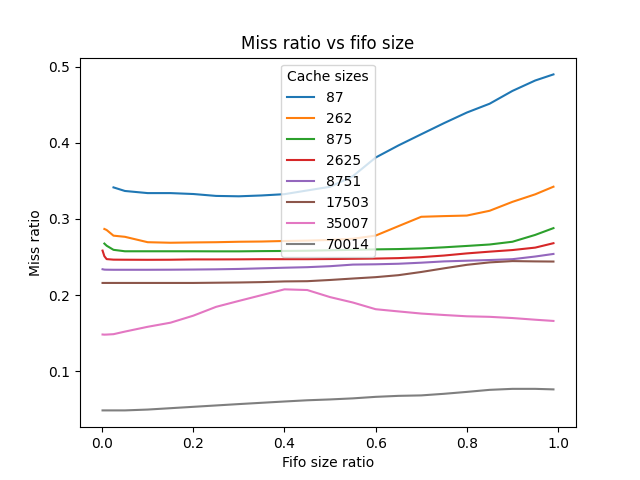 Miss ratio vs fifo size
Cache sizes
87
262
875
2625
8751
17503
35007
70014
0.5
0.4
0.3
0.2
0.1
Miss ratio
0.0 0.2 0.4 0.6 0.8 1.0
Fifo size ratio